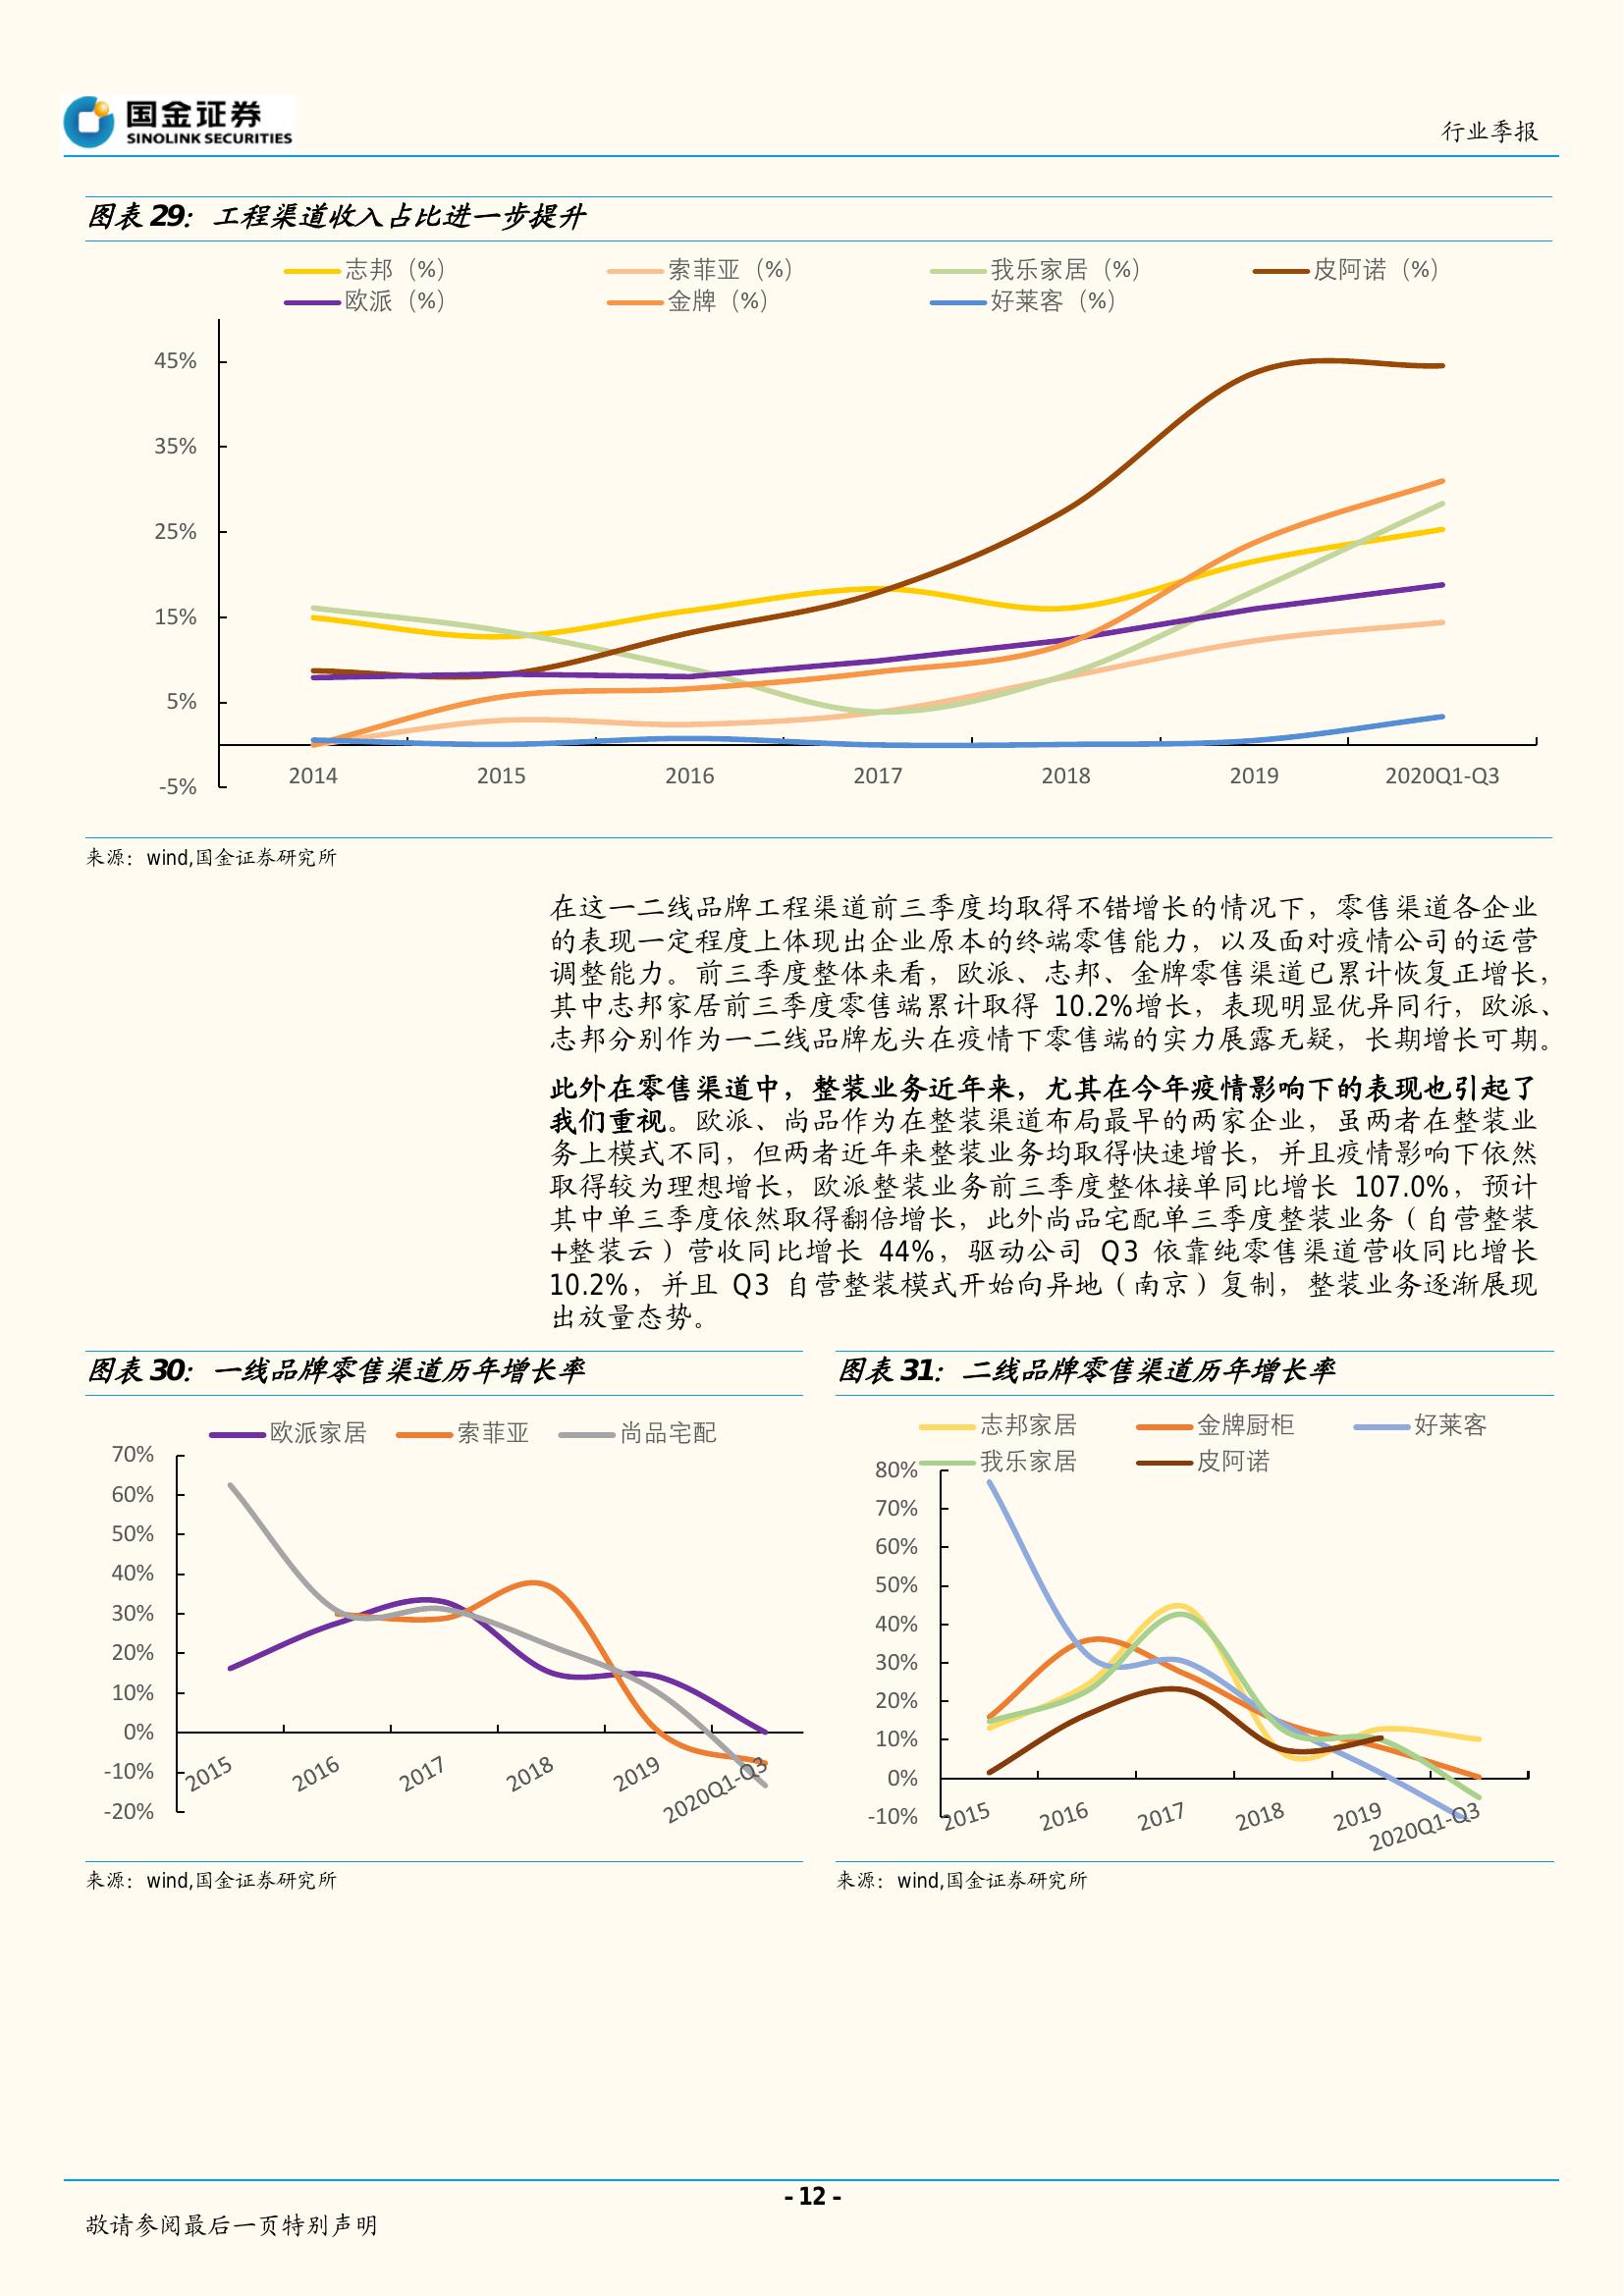 国金证券
SINOLINK SECURITIES
行业季报
图表 29：工程渠道收入占比进一步提升
志邦（%） 索菲亚（%） 我乐家居（%） 皮阿诺（%）
欧派（%） 金牌（%） 好莱客（%）
45%
35%
25%
15%
5%
-5%
2014 2015 2016 2017 2018 2019 2020Q1-Q3
来源：wind,国金证券研究所
在这一二线品牌工程渠道前三季度均取得不错增长的情况下，零售渠道各企业
的表现一定程度上体现出企业原本的终端零售能力，以及面对疫情公司的运营
调整能力。前三季度整体来看，欧派、志邦、金牌零售渠道已累计恢复正增长，
其中志邦家居前三季度零售端累计取得 10.2%增长，表现明显优异同行，欧派、
志邦分别作为一二线品牌龙头在疫情下零售端的实力展露无疑，长期增长可期。
此外在零售渠道中，整装业务近年来，尤其在今年疫情影响下的表现也引起了
我们重视。欧派、尚品作为在整装渠道布局最早的两家企业，虽两者在整装业
务上模式不同，但两者近年来整装业务均取得快速增长，并且疫情影响下依然
取得较为理想增长，欧派整装业务前三季度整体接单同比增长 107.0%，预计
其中单三季度依然取得翻倍增长，此外尚品宅配单三季度整装业务（自营整装
+整装云）营收同比增长 44%，驱动公司 Q3 依靠纯零售渠道营收同比增长
10.2%，并且 Q3 自营整装模式开始向异地（南京）复制，整装业务逐渐展现
出放量态势。
图表 30：一线品牌零售渠道历年增长率
欧派家居 索菲亚 尚品宅配
70%
60%
50%
40%
30%
20%
10%
0%
-10%
-20%
2015 2016 2017 2018 2019 2020Q1-Q3
来源：wind,国金证券研究所
图表 31：二线品牌零售渠道历年增长率
志邦家居 金牌厨柜 好莱客
我乐家居 皮阿诺
80%
70%
60%
50%
40%
30%
20%
10%
0%
-10%
2015 2016 2017 2018 2019 2020Q1-Q3
来源：wind,国金证券研究所
- 12 -
敬请参阅最后一页特别声明